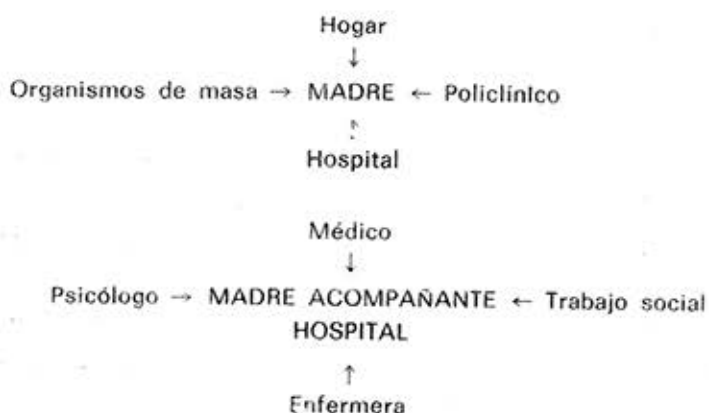 Hogar
↓
Organismos de masa → MADRE ← Policlínico
↑
Hospital
Médico
↓
Psicólogo → MADRE ACOMPAÑANTE ← Trabajo social
HOSPITAL
↑
Enfermera